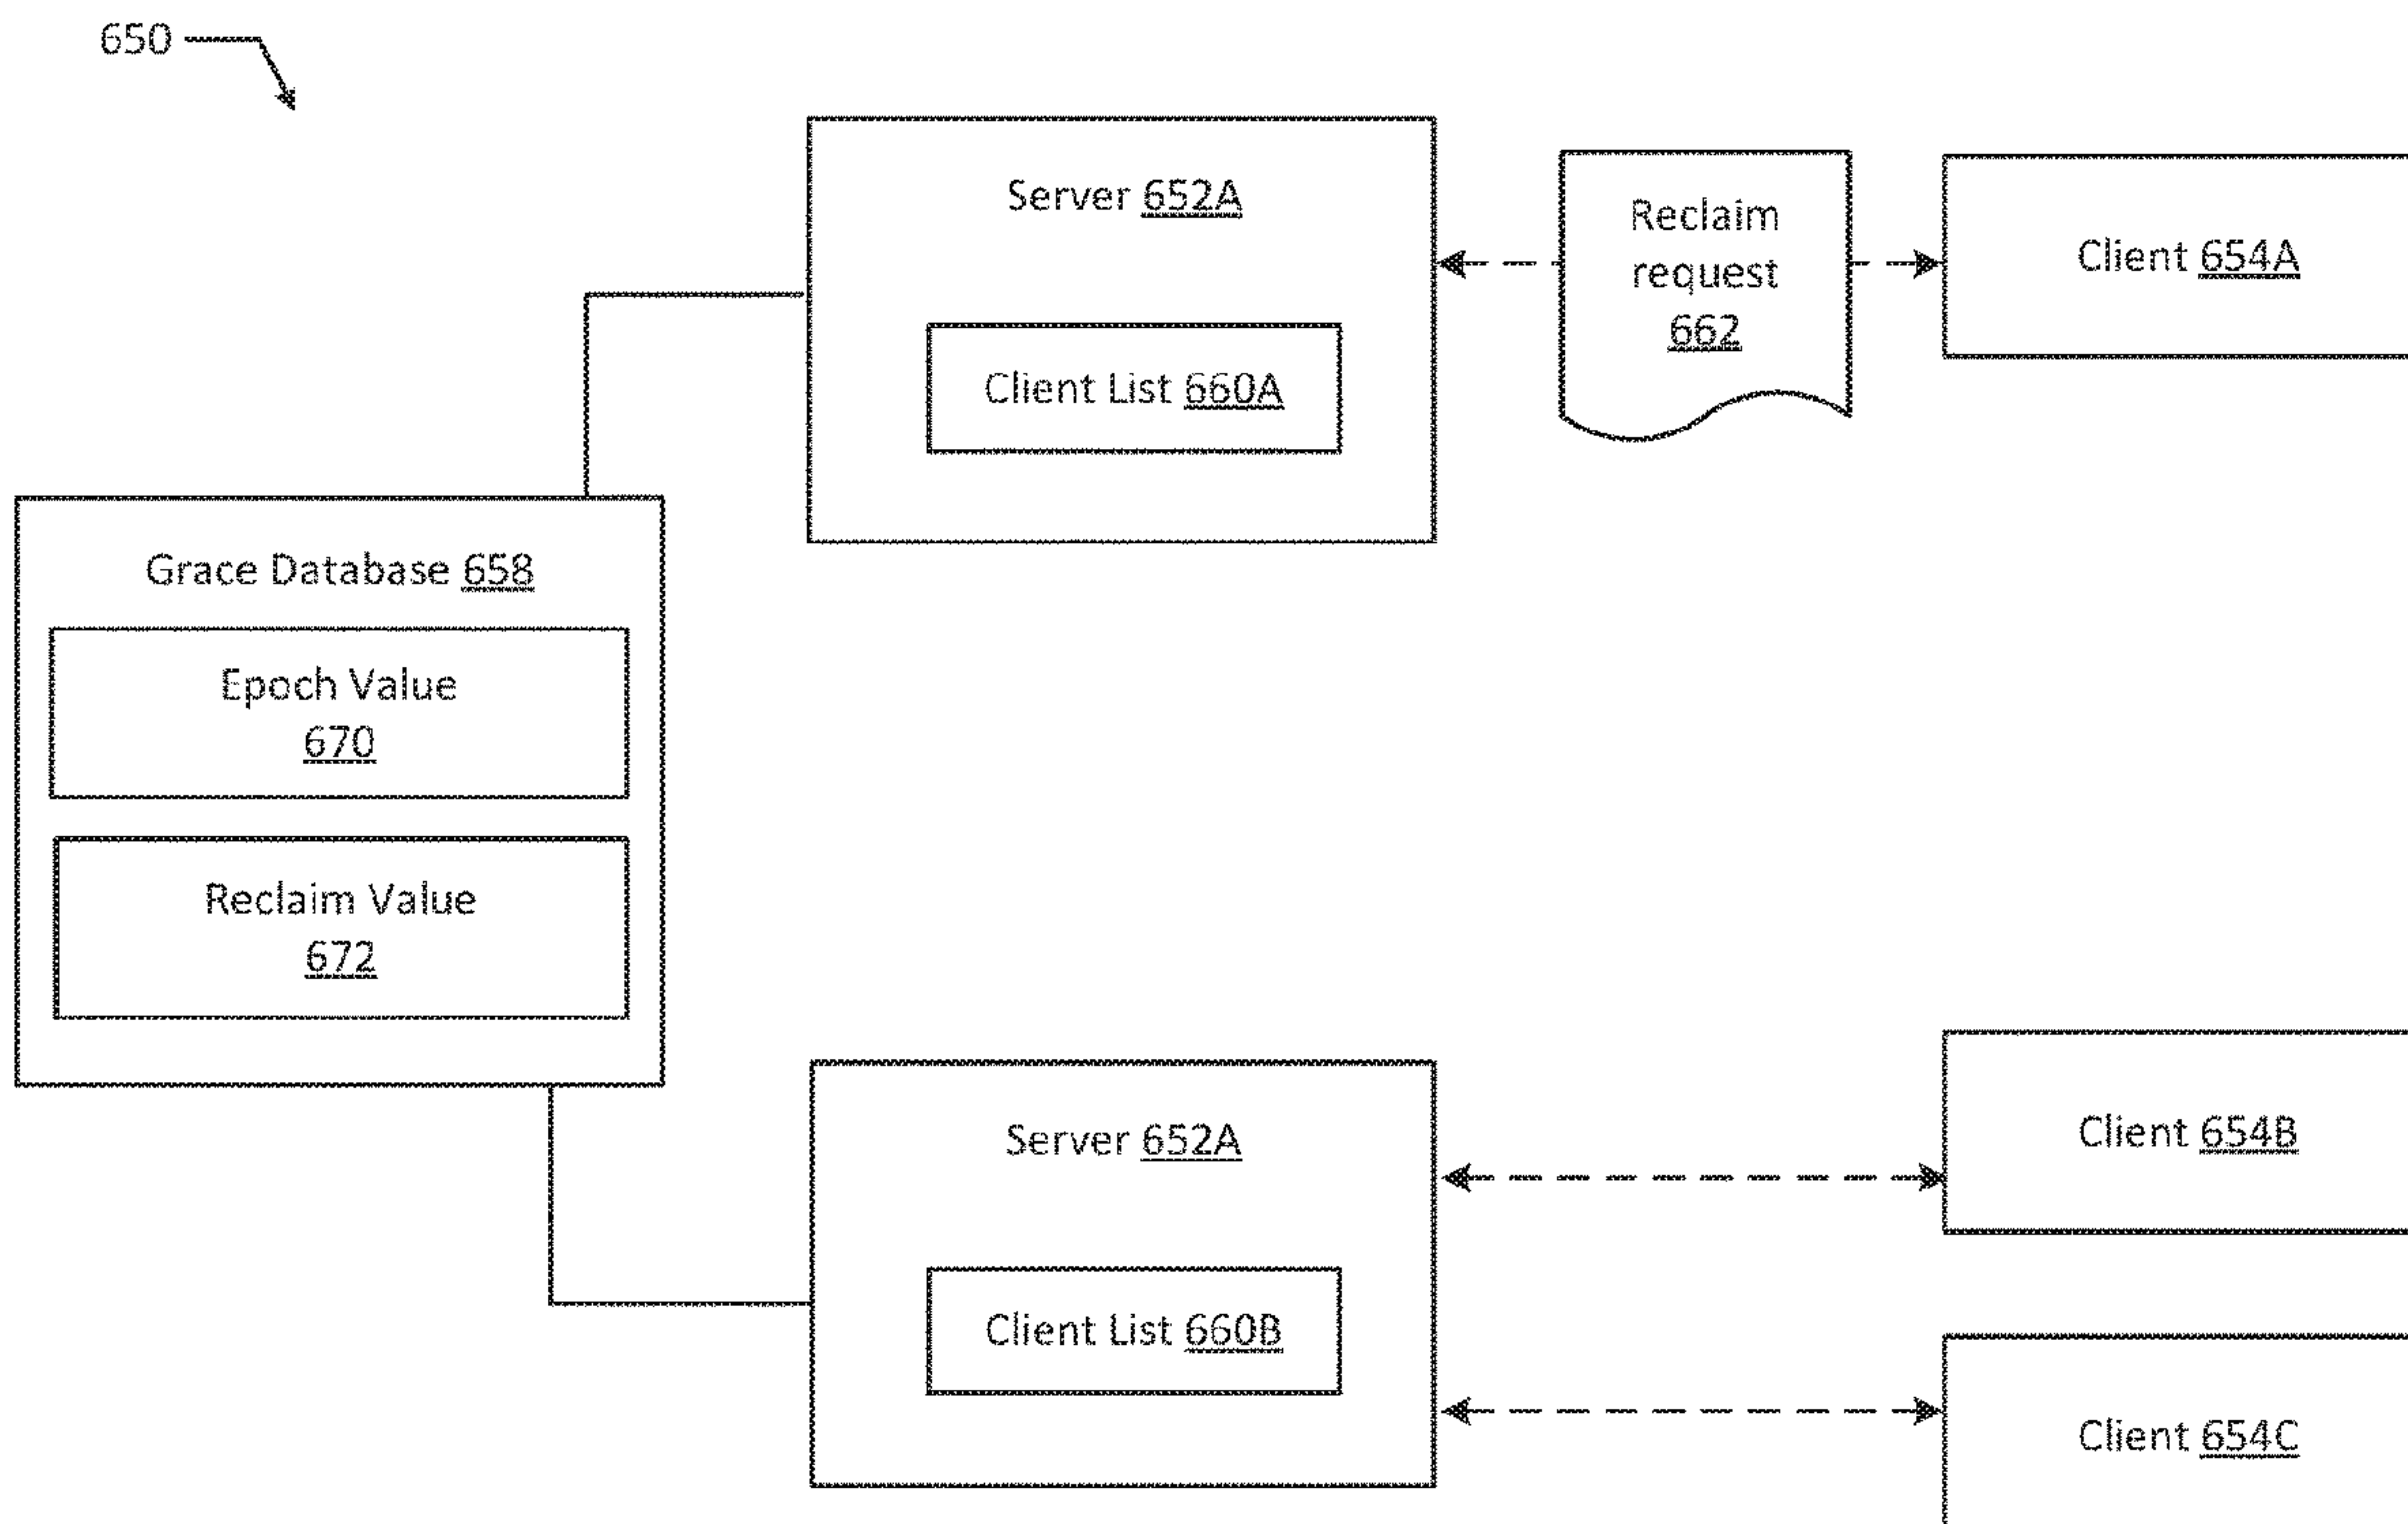 650
Server 652A
Client List 660A
Reclaim
request
662
Client 654A
Grace Database 658
Epoch Value
670
Reclaim Value
672
Server 652A
Client List 660B
Client 654B
Client 654C